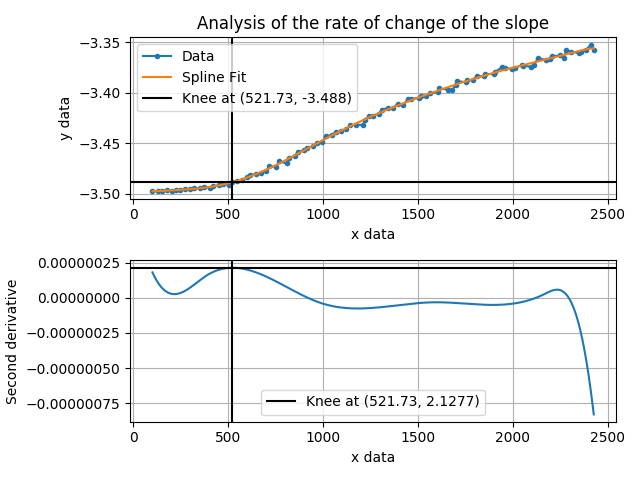 Analysis of the rate of change of the slope
−3.35
−3.40
−3.45
−3.50
y data
Data
Spline Fit
Knee at (521.73, -3.488)
0
500
1000
1500
2000
2500
x data
0.00000025
0.00000000
−0.00000025
−0.00000050
−0.00000075
Second derivative
Knee at (521.73, 2.1277)
0
500
1000
1500
2000
2500
x data